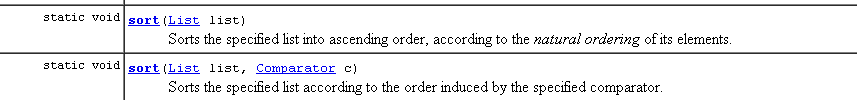 static void sort(List list)
Sorts the specified list into ascending order, according to the natural ordering of its elements.
static void sort(List list, Comparator c)
Sorts the specified list according to the order induced by the specified comparator.